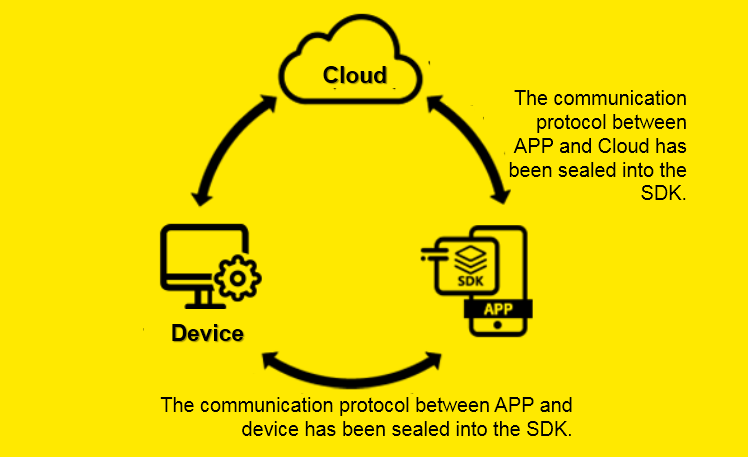 Cloud
The communication
protocol between
APP and Cloud has
been sealed into the
SDK.
SDK
APP
Device
The communication protocol between APP and
device has been sealed into the SDK.